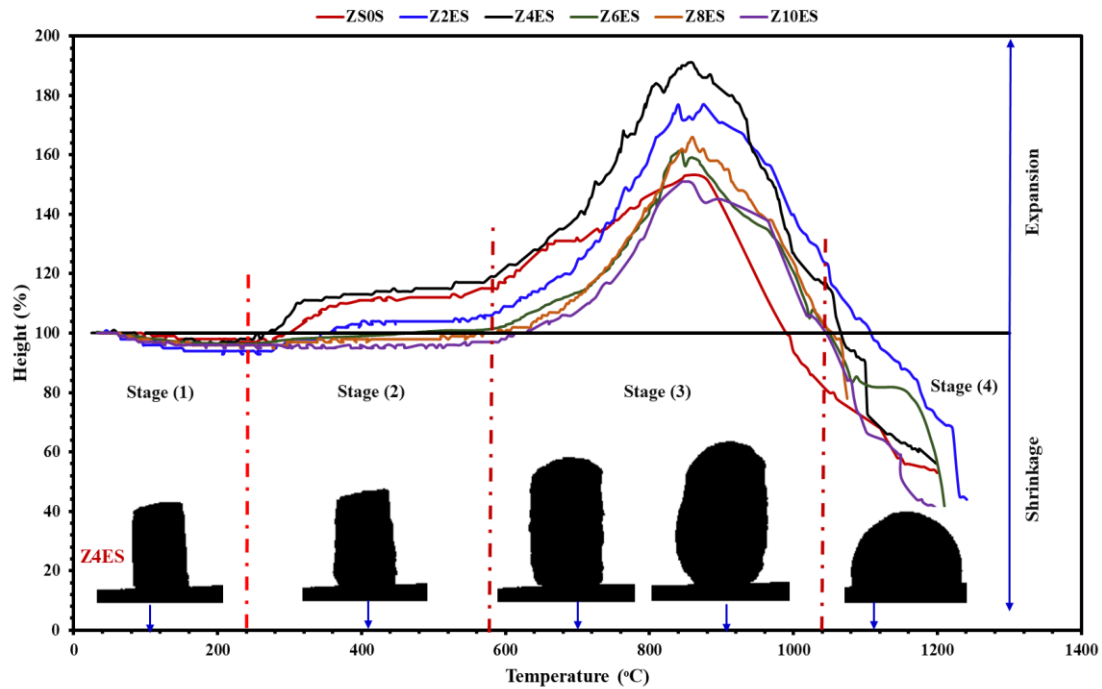 ZS0S Z2ES Z4ES Z6ES Z8ES Z10ES
200
180
160
140
120
100
80
60
40
20
0
Height (%)
Expansion
Shrinkage
Stage (1)
Stage (2)
Stage (3)
Stage (4)
Z4ES
0 200 400 600 800 1000 1200 1400
Temperature (oC)